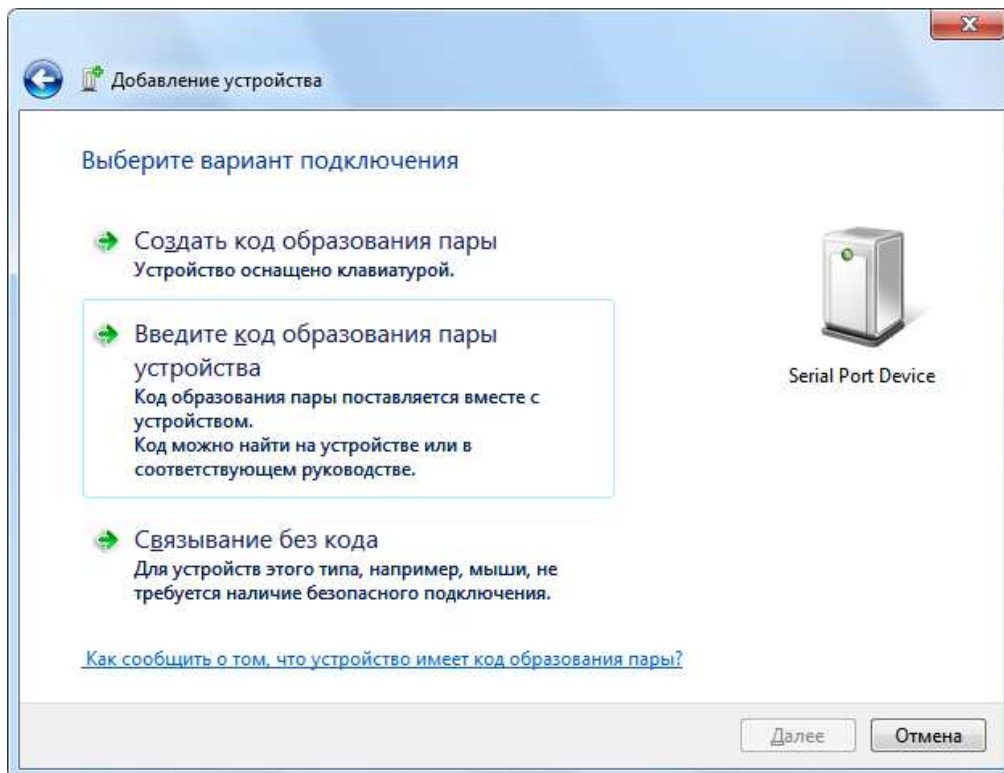 x
Добавление устройства
Выберите вариант подключения
Создать код образования пары
Устройство оснащено клавиатурой.
Введите код образования пары
устройства
Код образования пары поставляется вместе с
устройством.
Код можно найти на устройстве или в
соответствующем руководстве.
Serial Port Device
Связывание без кода
Для устройств этого типа, например, мыши, не
требуется наличие безопасного подключения.
Как сообщить о том, что устройство имеет код образования пары?
Далее
Отмена